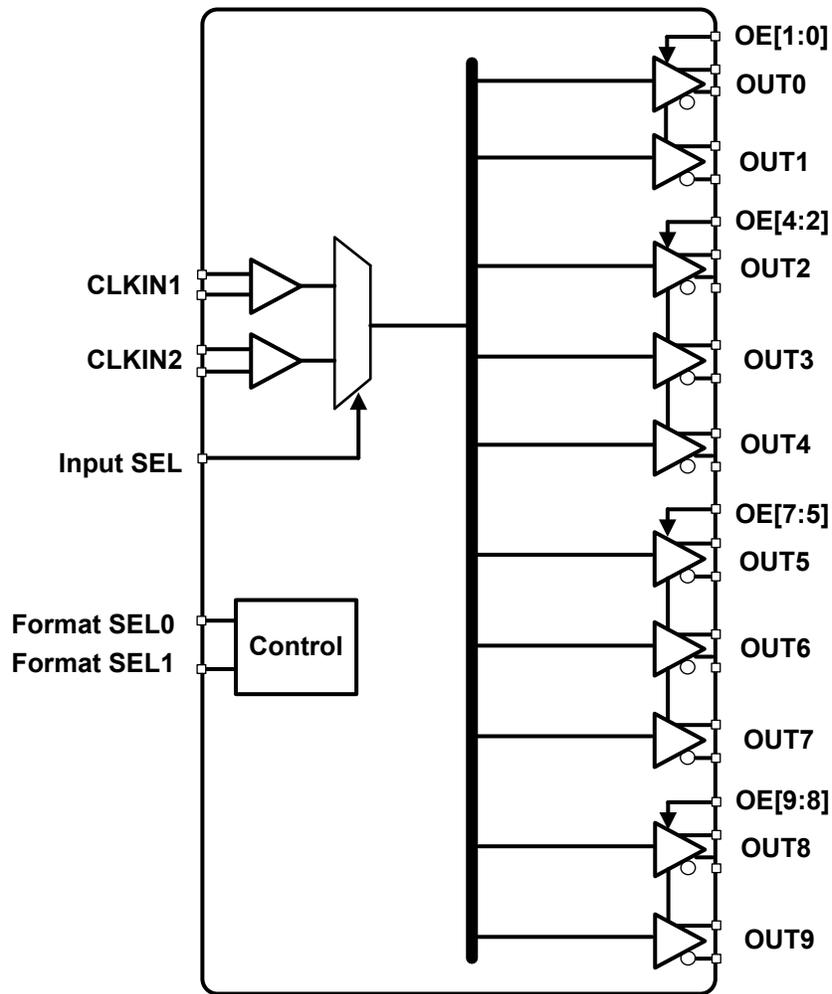 CLKIN1
CLKIN2
Input SEL
Format SEL0
Format SEL1
Control
OE[1:0]
OUT0
OUT1
OE[4:2]
OUT2
OUT3
OUT4
OE[7:5]
OUT5
OUT6
OUT7
OE[9:8]
OUT8
OUT9